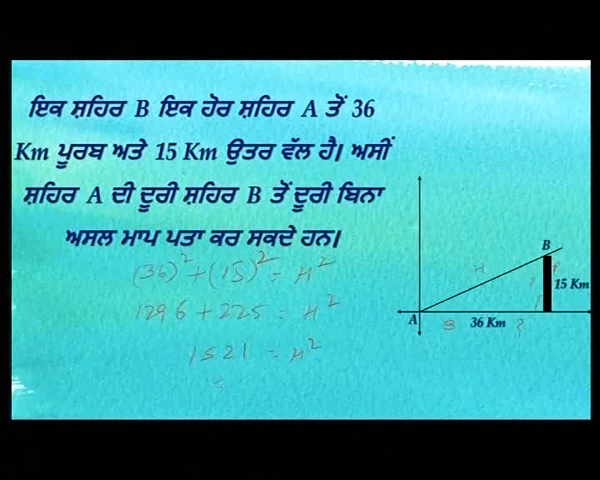 ਇਕ ਸ਼ਹਿਰ B ਇਕ ਹੋਰ ਸ਼ਹਿਰ A ਤੋਂ 36
Km ਪੂਰਬ ਅਤੇ 15 Km ਉਤਰ ਵੱਲ ਹੈ। ਅਸੀਂ
ਸ਼ਹਿਰ A ਦੀ ਦੂਰੀ ਸ਼ਹਿਰ B ਤੋਂ ਦੂਰੀ ਬਿਨਾ
ਅਸਲ ਮਾਪ ਪਤਾ ਕਰ ਸਕਦੇ ਹਨ।
(36)² + (15)² = H²
1296 + 225 = H²
1521 = H²
B
H
15 Km
A
36 Km